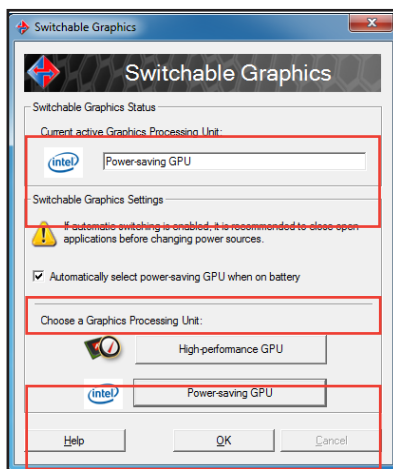 Switchable Graphics
Switchable Graphics
Switchable Graphics Status
Current active Graphics Processing Unit:
intel
Power-saving GPU
Switchable Graphics Settings
If automatic switching is enabled, it is recommended to close open
applications before changing power sources.
Automatically select power-saving GPU when on battery
Choose a Graphics Processing Unit:
High-performance GPU
intel
Power-saving GPU
Help OK Cancel